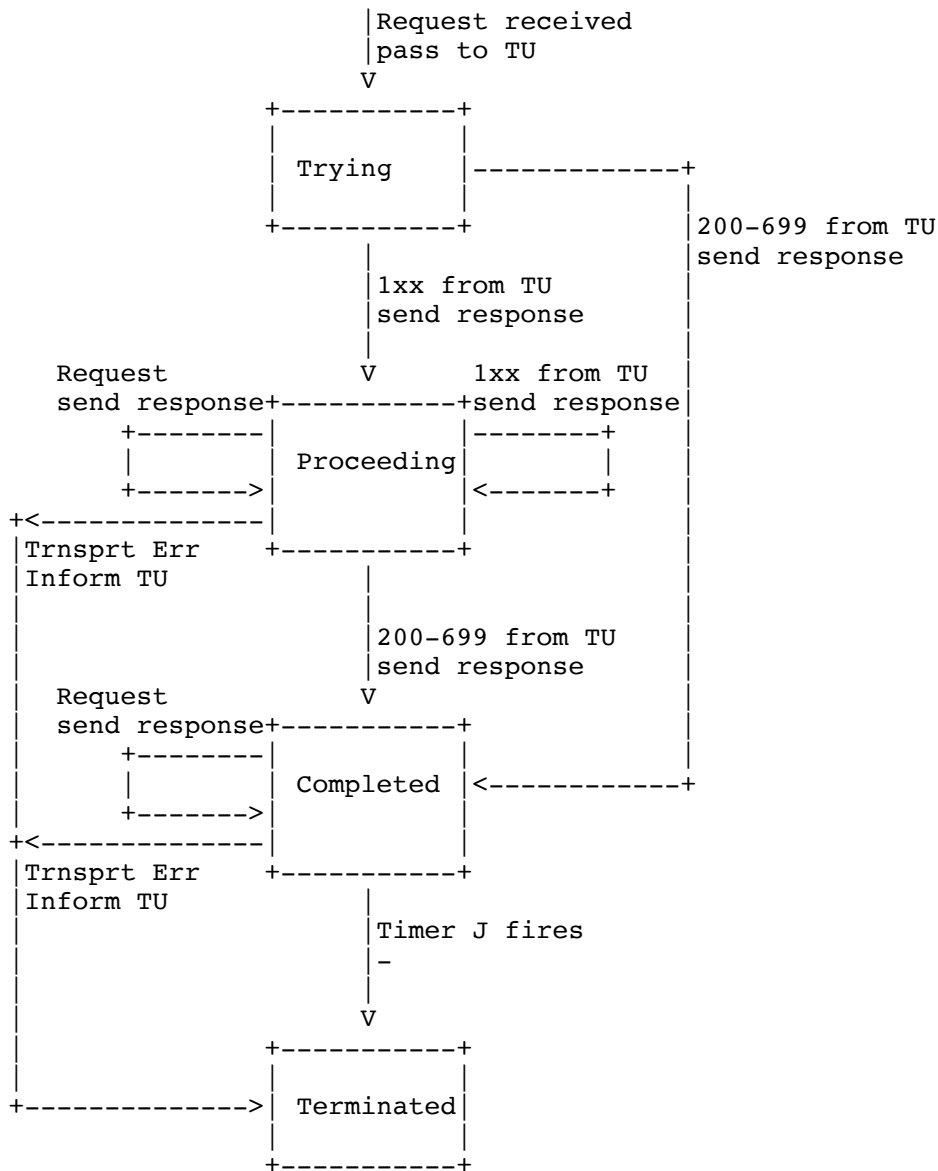 Request received
pass to TU
V
Trying
200-699 from TU
send response
1xx from TU
send response
Request V 1xx from TU
send response send response
Proceeding
Trnsprt Err
Inform TU
200-699 from TU
send response
Request V
send response
Completed
Trnsprt Err
Inform TU
Timer J fires
-
V
Terminated